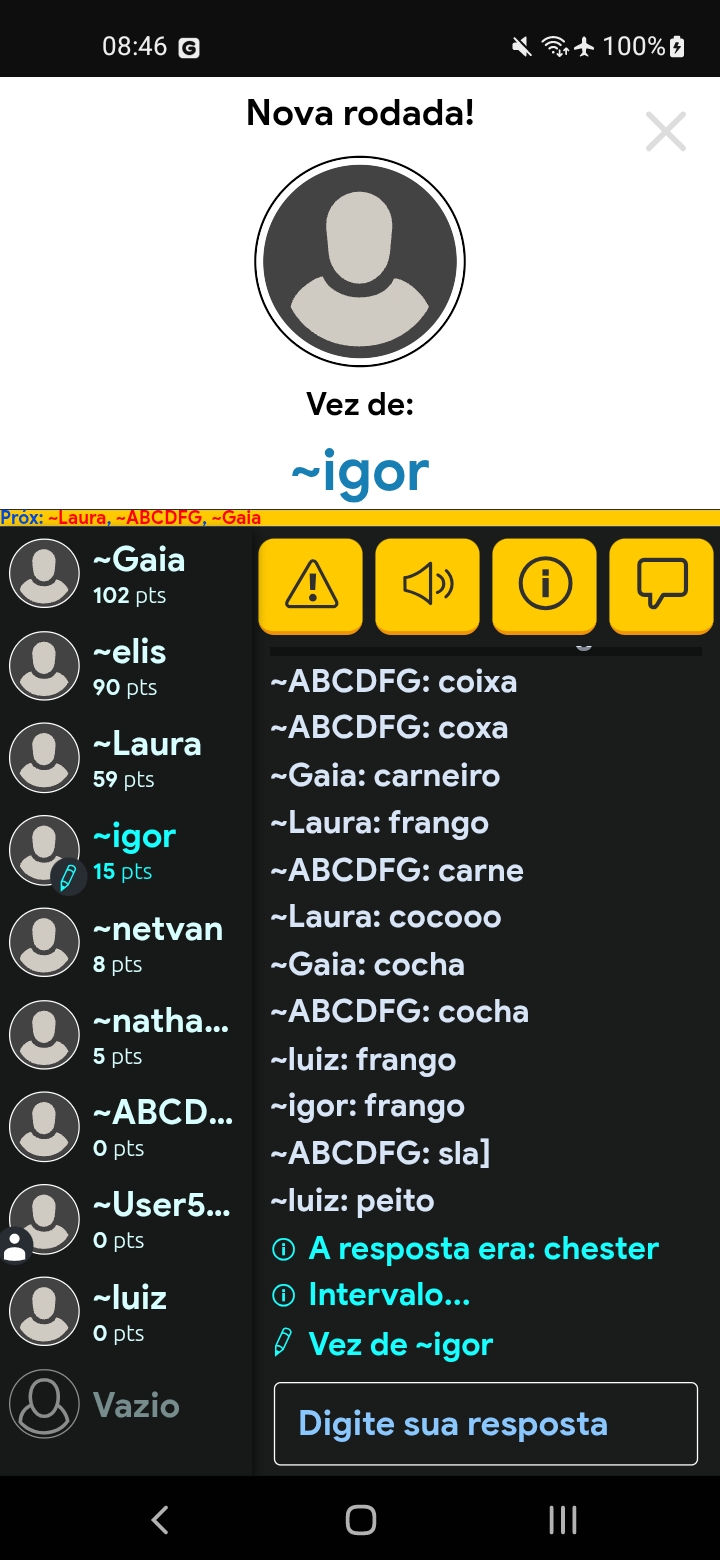 08:46
100%
Nova rodada!
Vez de:
~igor
Próx: ~Laura, ~ABCDFG, ~Gaia
~Gaia
102 pts
~elis
90 pts
~Laura
59 pts
~igor
15 pts
~netvan
8 pts
~natha...
5 pts
~ABCD...
0 pts
~User5...
0 pts
~luiz
0 pts
Vazio
~ABCDFG: coixa
~ABCDFG: coxa
~Gaia: carneiro
~Laura: frango
~ABCDFG: carne
~Laura: cocooo
~Gaia: cocha
~ABCDFG: cocha
~luiz: frango
~igor: frango
~ABCDFG: sla]
~luiz: peito
A resposta era: chester
Intervalo...
Vez de ~igor
Digite sua resposta